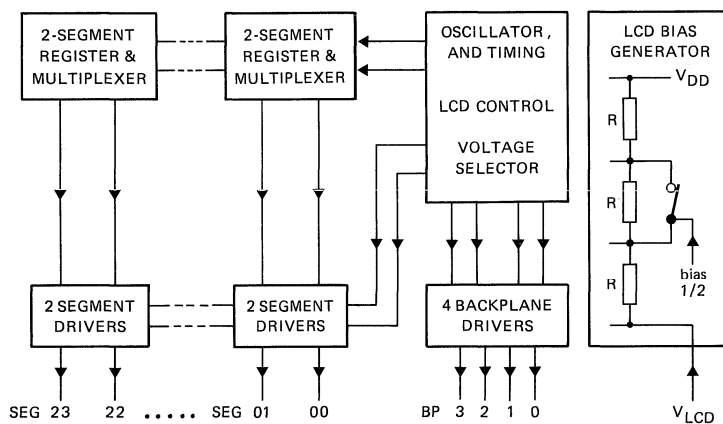 2-SEGMENT
REGISTER &
MULTIPLEXER
2-SEGMENT
REGISTER &
MULTIPLEXER
OSCILLATOR,
AND TIMING
LCD CONTROL
VOLTAGE
SELECTOR
LCD BIAS
GENERATOR
VDD
R
R
R
bias
1/2
2 SEGMENT
DRIVERS
2 SEGMENT
DRIVERS
4 BACKPLANE
DRIVERS
SEG 23 22 ..... SEG 01 00 BP 3 2 1 0
VLCD